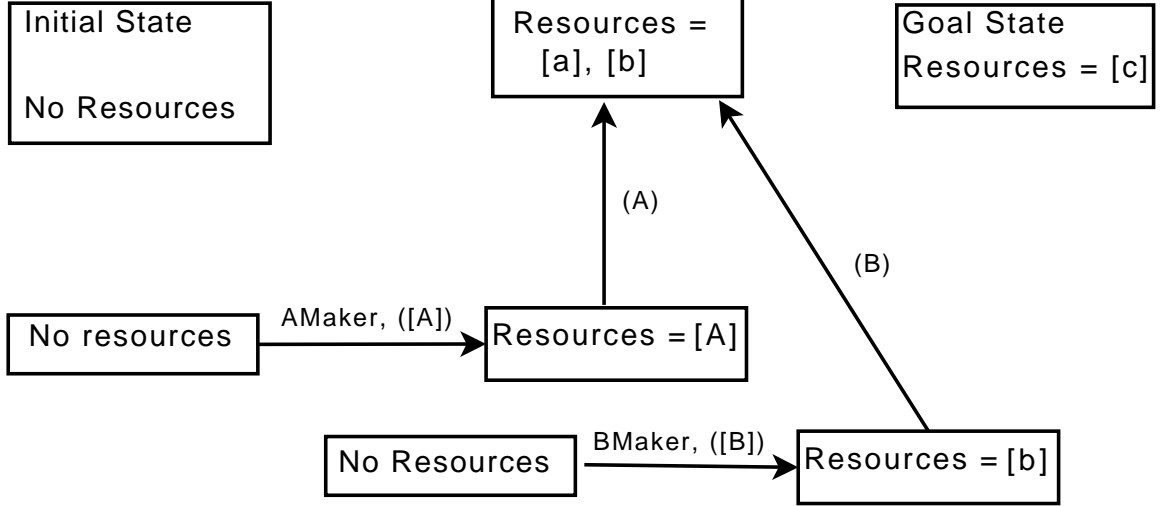 Initial State
No Resources
Resources =
[a], [b]
Goal State
Resources = [c]
(A)
(B)
No resources
AMaker, ([A])
Resources = [A]
No Resources
BMaker, ([B])
Resources = [b]